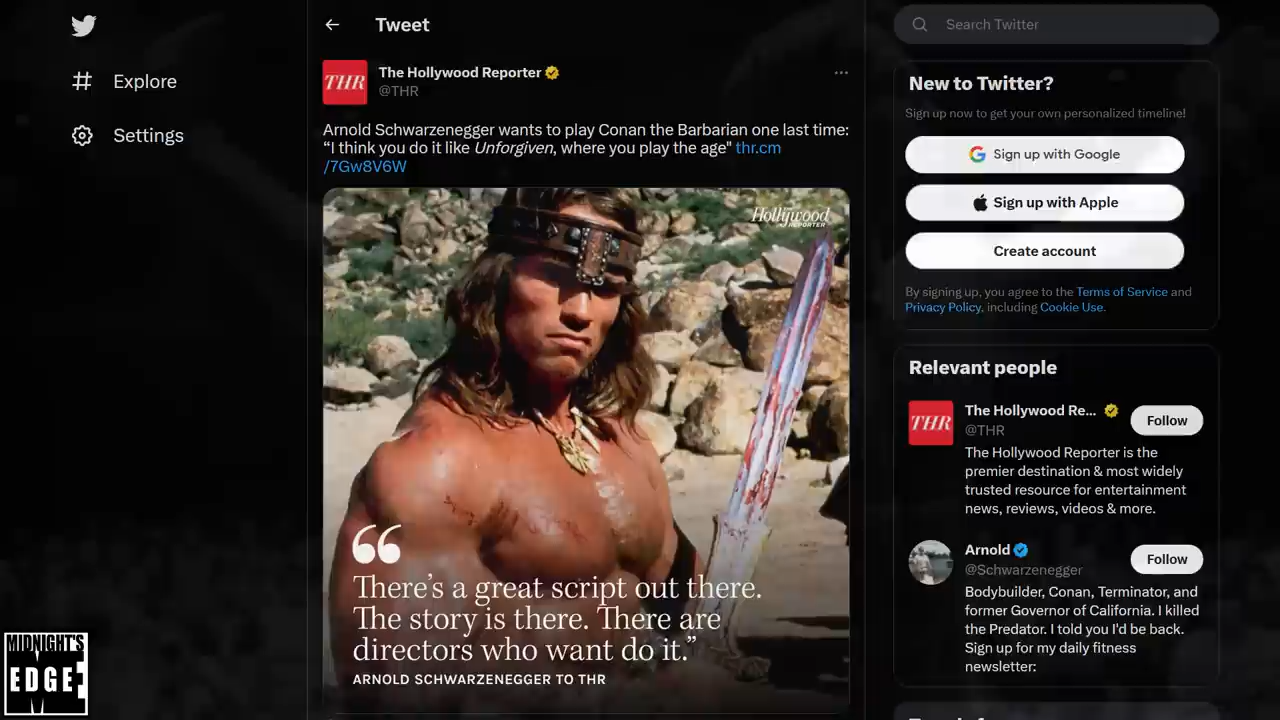 Tweet
Explore
Settings
THR
The Hollywood Reporter
@THR
Arnold Schwarzenegger wants to play Conan the Barbarian one last time:
“I think you do it like Unforgiven, where you play the age" thr.cm
/7Gw8V6W
Hollywood
REPORTER
There’s a great script out there.
The story is there. There are
directors who want do it.”
ARNOLD SCHWARZENEGGER TO THR
Search Twitter
New to Twitter?
Sign up now to get your own personalized timeline!
Sign up with Google
Sign up with Apple
Create account
By signing up, you agree to the Terms of Service and
Privacy Policy, including Cookie Use.
Relevant people
THR
The Hollywood Re...
@THR
Follow
The Hollywood Reporter is the
premier destination & most widely
trusted resource for entertainment
news, reviews, videos & more.
Arnold
@Schwarzenegger
Follow
Bodybuilder, Conan, Terminator, and
former Governor of California. I killed
the Predator. I told you I'd be back.
Sign up for my daily fitness
newsletter:
MIDNIGHT'S
EDGE